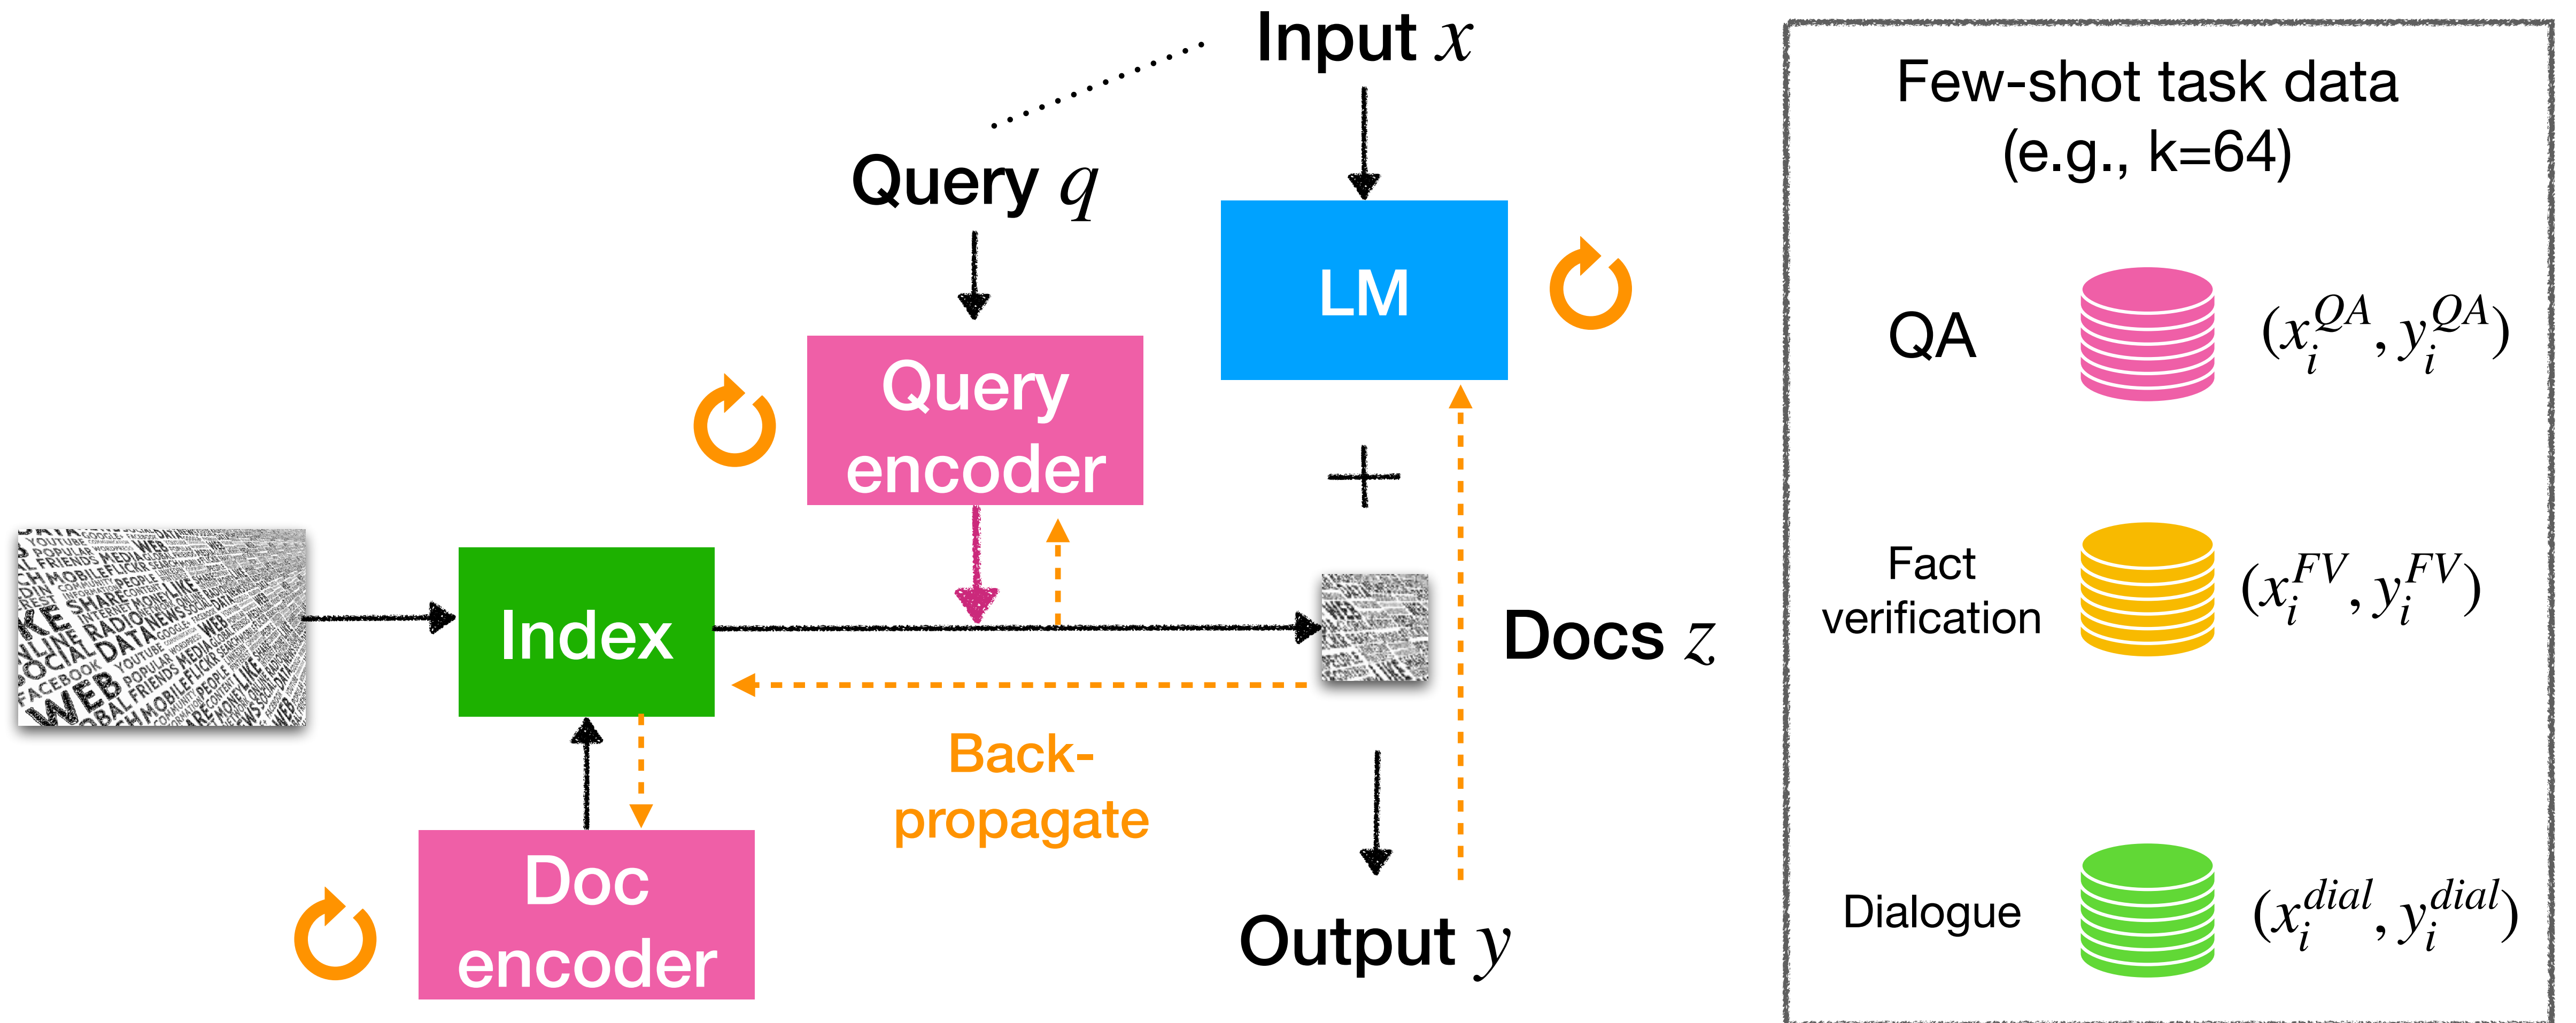 Input x
Query q
LM
Query
encoder
Index
Docs z
Back-
propagate
Doc
encoder
Output y
Few-shot task data
(e.g., k=64)
QA
(x_i^{QA}, y_i^{QA})
Fact
verification
(x_i^{FV}, y_i^{FV})
Dialogue
(x_i^{dial}, y_i^{dial})